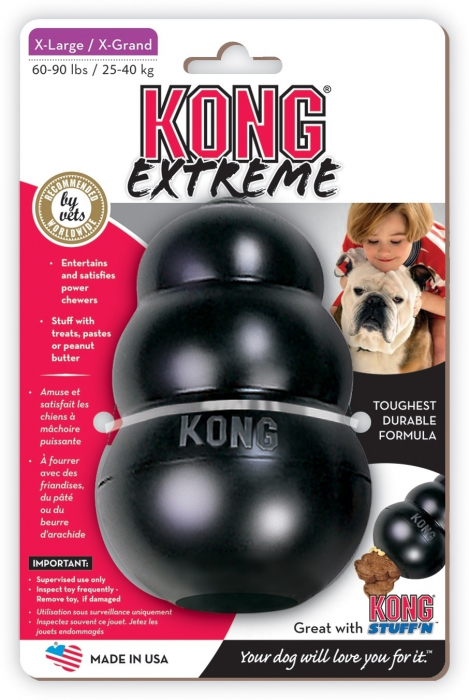 X-Large / X-Grand
60-90 lbs / 25-40 kg
KONG®
EXTREME
RECOMMENDED
by
vets
WORLDWIDE
• Entertains
and satisfies
power
chewers
• Stuff with
treats, pastes
or peanut
butter
• Amuse et
satisfait les
chiens à
mâchoire
puissante
• À fourrer
avec des
friandises,
du pâté
ou du
beurre
d'arachide
KONG
TOUGHEST
DURABLE
FORMULA
KONG
IMPORTANT:
• Supervised use only
• Inspect toy frequently -
Remove toy, if damaged
• Utilisation sous surveillance uniquement
• Inspectez souvent ce jouet. Jetez les
jouets endommagés
Great with KONG
STUFF'N™
MADE IN USA
Your dog will love you for it.™